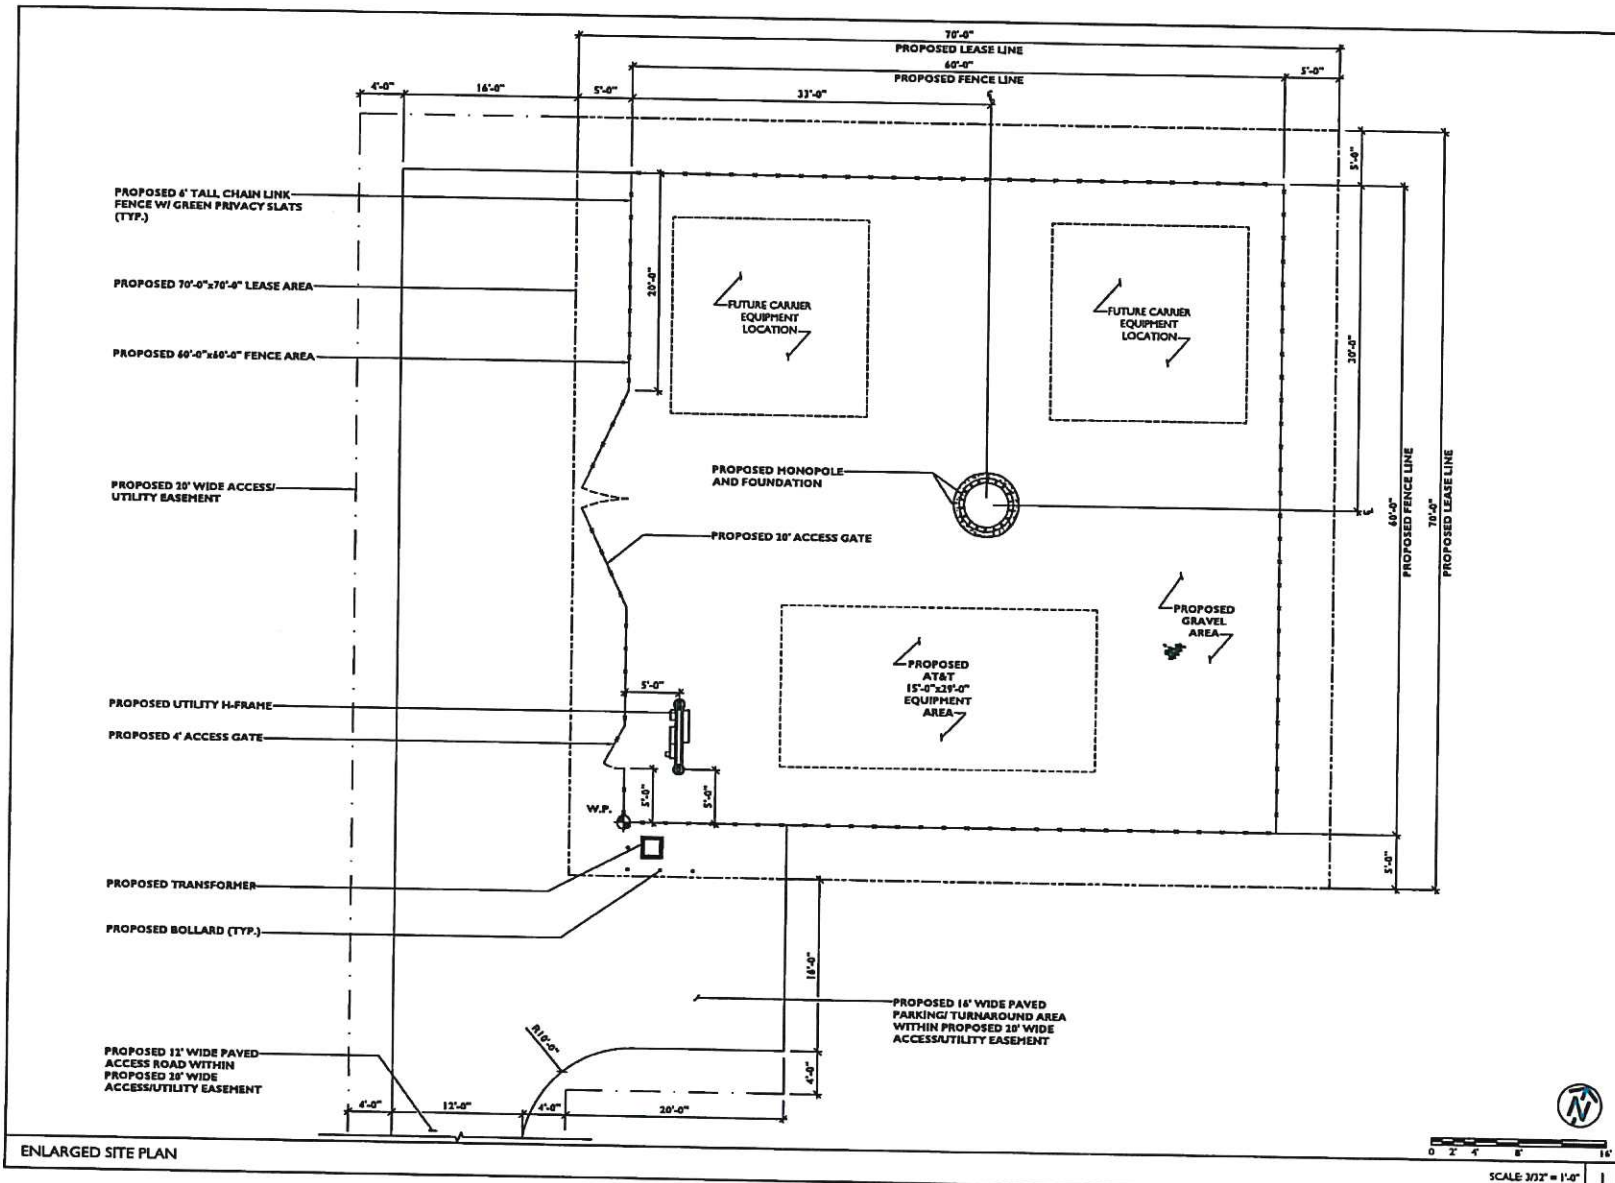 70'-0"
PROPOSED LEASE LINE
60'-0"
PROPOSED FENCE LINE
5'-0"
4'-0"
16'-0"
5'-0"
33'-0"
PROPOSED 6' TALL CHAIN LINK
FENCE W/ GREEN PRIVACY SLATS
(TYP.)
PROPOSED 70'-0"x70'-0" LEASE AREA
PROPOSED 60'-0"x60'-0" FENCE AREA
PROPOSED 20' WIDE ACCESS/
UTILITY EASEMENT
20'-0"
FUTURE CARRIER
EQUIPMENT
LOCATION
FUTURE CARRIER
EQUIPMENT
LOCATION
5'-0"
30'-0"
60'-0"
PROPOSED FENCE LINE
70'-0"
PROPOSED LEASE LINE
PROPOSED MONOPOLE
AND FOUNDATION
PROPOSED 20' ACCESS GATE
PROPOSED
GRAVEL
AREA
PROPOSED
AT&T
15'-0"x29'-0"
EQUIPMENT
AREA
5'-0"
PROPOSED UTILITY H-FRAME
PROPOSED 4' ACCESS GATE
5'-0"
5'-0"
W.P.
5'-0"
PROPOSED TRANSFORMER
PROPOSED BOLLARD (TYP.)
16'-0"
PROPOSED 16' WIDE PAVED
PARKING/ TURNAROUND AREA
WITHIN PROPOSED 20' WIDE
ACCESS/UTILITY EASEMENT
R10'-0"
PROPOSED 12' WIDE PAVED
ACCESS ROAD WITHIN
PROPOSED 20' WIDE
ACCESS/UTILITY EASEMENT
4'-0"
4'-0"
12'-0"
4'-0"
20'-0"
N
ENLARGED SITE PLAN
0 2' 4' 8' 16'
SCALE: 3/32" = 1'-0"
1